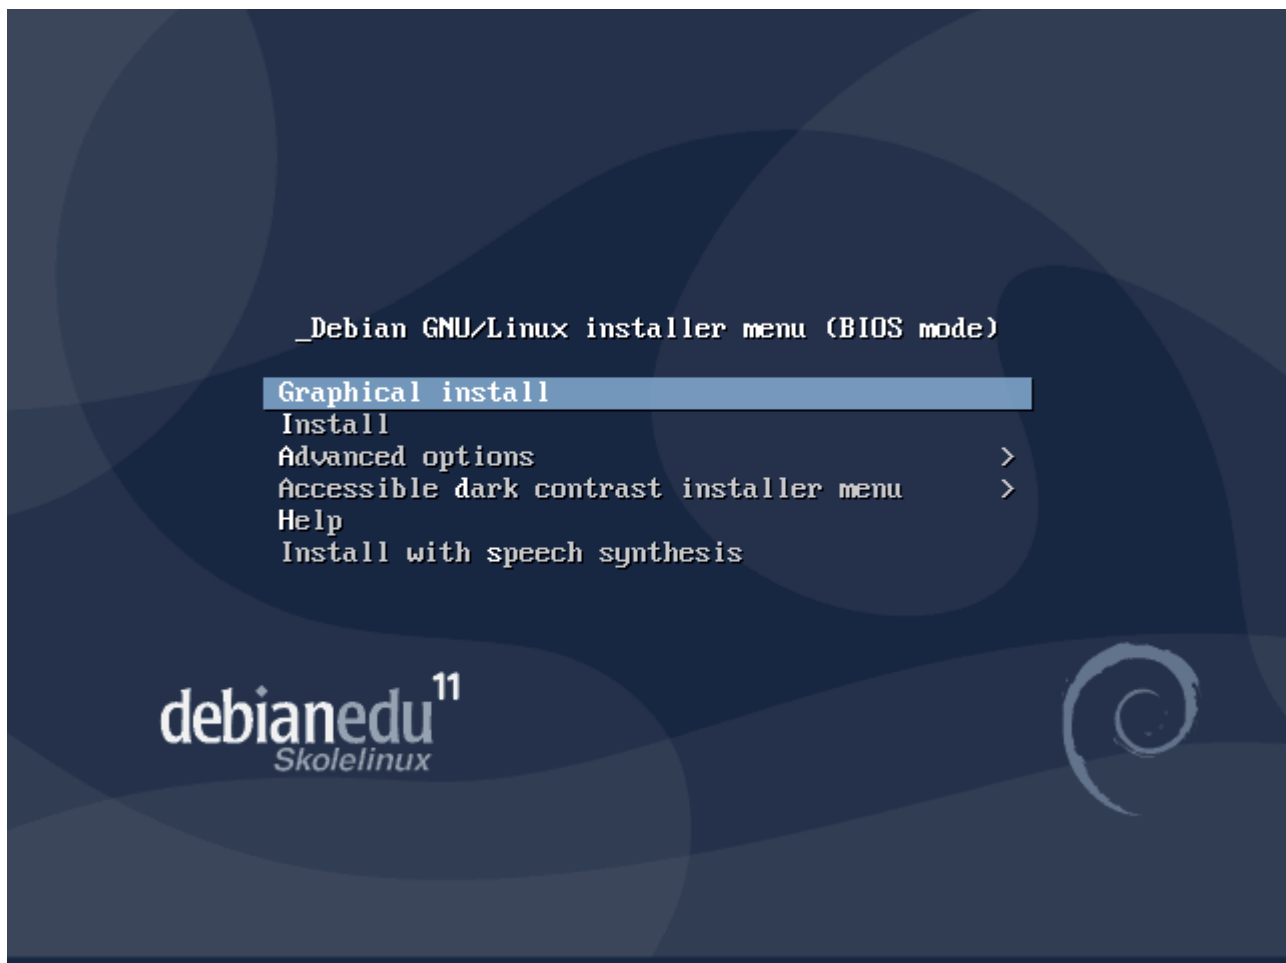 _Debian GNU/Linux installer menu (BIOS mode)
Graphical install
Install
Advanced options >
Accessible dark contrast installer menu >
Help
Install with speech synthesis
debianedu 11
Skolelinux